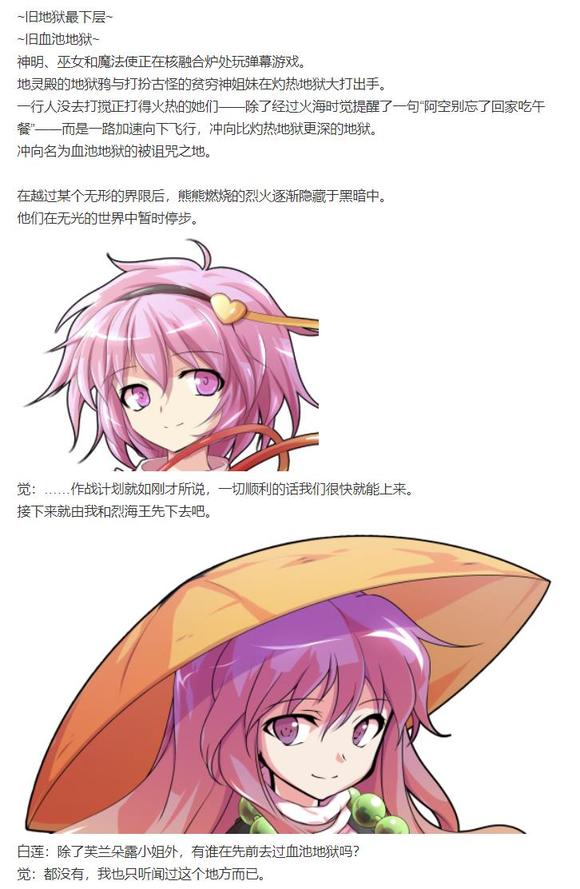 ~旧地狱最下层~
~旧血池地狱~
神明、巫女和魔法使正在核融合炉处玩弹幕游戏。
地灵殿的地狱鸦与打扮古怪的贫穷神姐妹在灼热地狱大打出手。
一行人没去打搅正打得火热的她们——除了经过火海时觉提醒了一句“阿空别忘了回家吃午
餐”——而是一路加速向下飞行，冲向比灼热地狱更深的地狱。
冲向名为血池地狱的被诅咒之地。
在越过某个无形的界限后，熊熊燃烧的烈火逐渐隐藏于黑暗中。
他们在无光的世界中暂时停步。
觉：……作战计划就如刚才所说，一切顺利的话我们很快就能上来。
接下来就由我和烈海王先下去吧。
白莲：除了芙兰朵露小姐外，有谁在先前去过血池地狱吗？
觉：都没有，我也只听闻过这个地方而已。